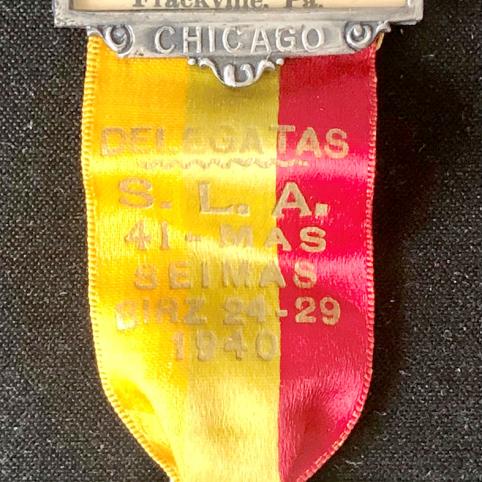 Frackville, Pa.
CHICAGO
DELEGATAS
S. L. A.
41-MAS
SEIMAS
BIRZ 24-29
1940